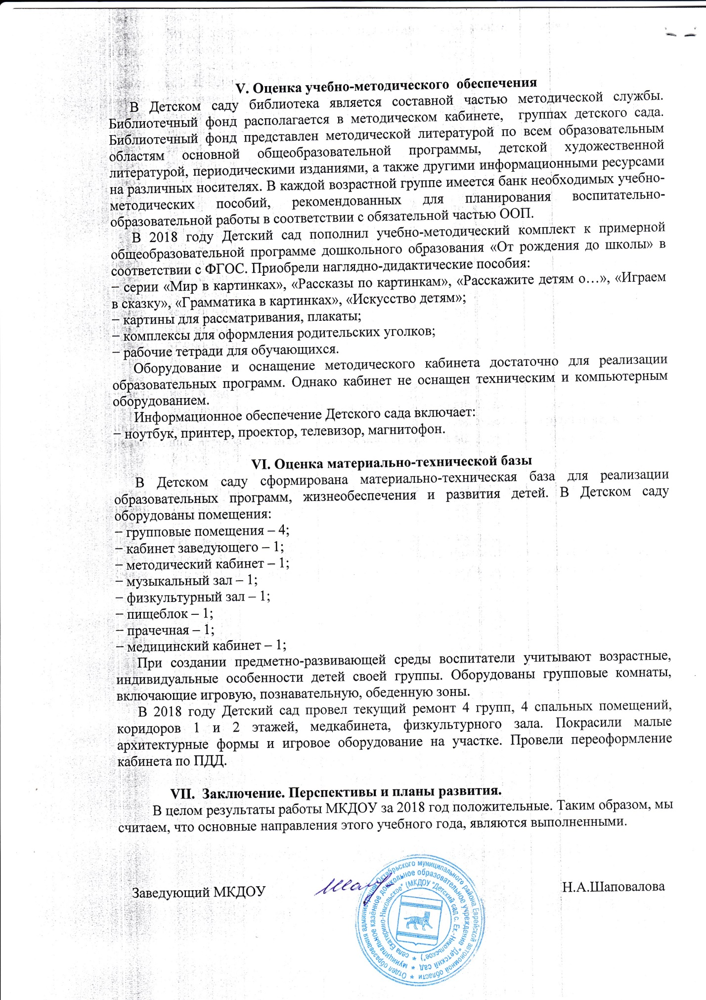 V. Оценка учебно-методического обеспечения
В Детском саду библиотека является составной частью методической службы.
Библиотечный фонд располагается в методическом кабинете, группах детского сада.
Библиотечный фонд представлен методической литературой по всем образовательным
областям основной общеобразовательной программы, детской художественной
литературой, периодическими изданиями, а также другими информационными ресурсами
на различных носителях. В каждой возрастной группе имеется банк необходимых учебно-
методических пособий, рекомендованных для планирования воспитательно-
образовательной работы в соответствии с обязательной частью ООП.
В 2018 году Детский сад пополнил учебно-методический комплект к примерной
общеобразовательной программе дошкольного образования «От рождения до школы» в
соответствии с ФГОС. Приобрели наглядно-дидактические пособия:
− серии «Мир в картинках», «Рассказы по картинкам», «Расскажите детям о…», «Играем
в сказку», «Грамматика в картинках», «Искусство детям»;
− картины для рассматривания, плакаты;
− комплексы для оформления родительских уголков;
− рабочие тетради для обучающихся.
Оборудование и оснащение методического кабинета достаточно для реализации
образовательных программ. Однако кабинет не оснащен техническим и компьютерным
оборудованием.
Информационное обеспечение Детского сада включает:
− ноутбук, принтер, проектор, телевизор, магнитофон.
VI. Оценка материально-технической базы
В Детском саду сформирована материально-техническая база для реализации
образовательных программ, жизнеобеспечения и развития детей. В Детском саду
оборудованы помещения:
− групповые помещения – 4;
− кабинет заведующего – 1;
− методический кабинет – 1;
− музыкальный зал – 1;
− физкультурный зал – 1;
− пищеблок – 1;
− прачечная – 1;
− медицинский кабинет – 1;
При создании предметно-развивающей среды воспитатели учитывают возрастные,
индивидуальные особенности детей своей группы. Оборудованы групповые комнаты,
включающие игровую, познавательную, обеденную зоны.
В 2018 году Детский сад провел текущий ремонт 4 групп, 4 спальных помещений,
коридоров 1 и 2 этажей, медкабинета, физкультурного зала. Покрасили малые
архитектурные формы и игровое оборудование на участке. Провели переоформление
кабинета по ПДД.
VII. Заключение. Перспективы и планы развития.
В целом результаты работы МКДОУ за 2018 год положительные. Таким образом, мы
считаем, что основные направления этого учебного года, являются выполненными.
Заведующий МКДОУ Н.А.Шаповалова
Отдел образования администрации Октябрьского муниципального района Еврейской автономной области *
муниципальное казённое дошкольное образовательное учреждение "Детский сад *
села Екатерино-Никольское" (МКДОУ "Детский сад с. Ек.-Никольское") *